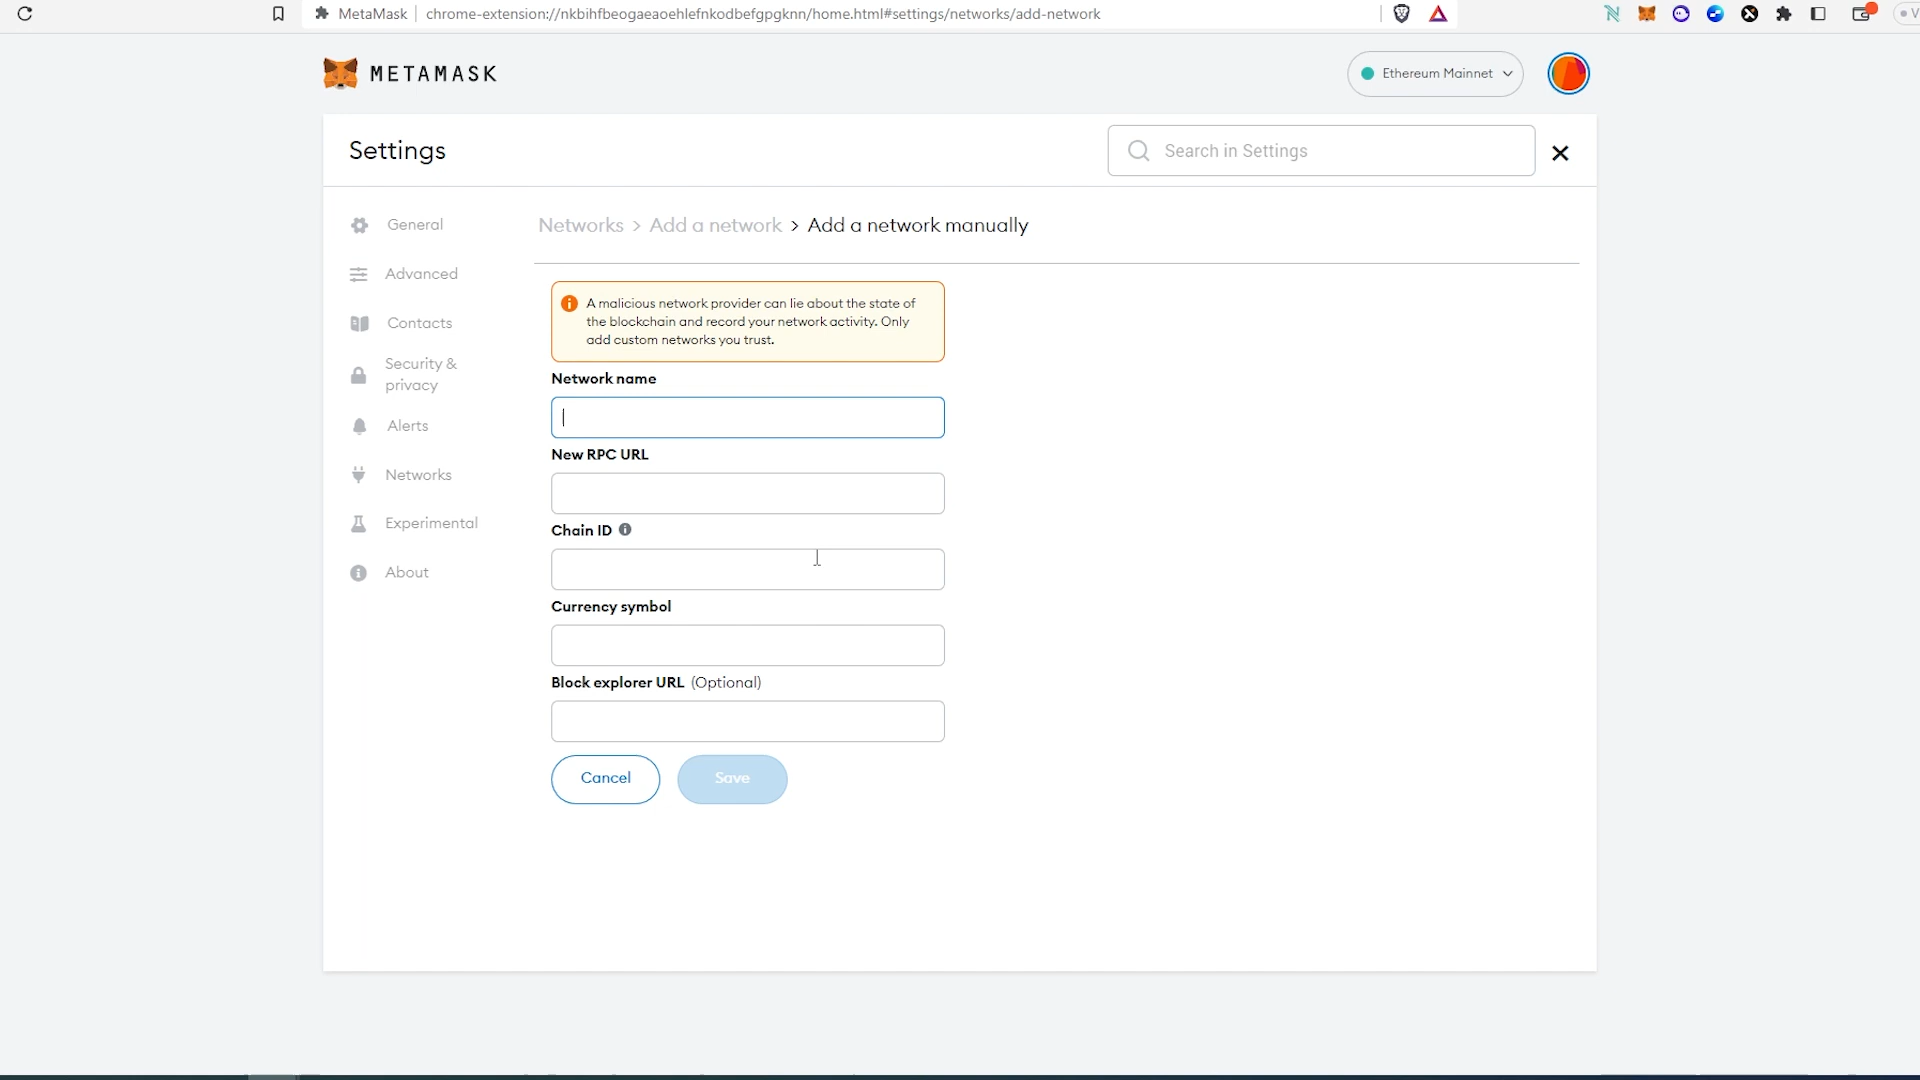 MetaMask
chrome-extension://nkbihfbeogaeaoehlefnkodbefgpgknn/home.html#settings/networks/add-network
METAMASK
Ethereum Mainnet
Settings
Search in Settings
General
Advanced
Contacts
Security &
privacy
Alerts
Networks
Experimental
About
Networks > Add a network > Add a network manually
A malicious network provider can lie about the state of
the blockchain and record your network activity. Only
add custom networks you trust.
Network name
New RPC URL
Chain ID
Currency symbol
Block explorer URL (Optional)
Cancel
Save